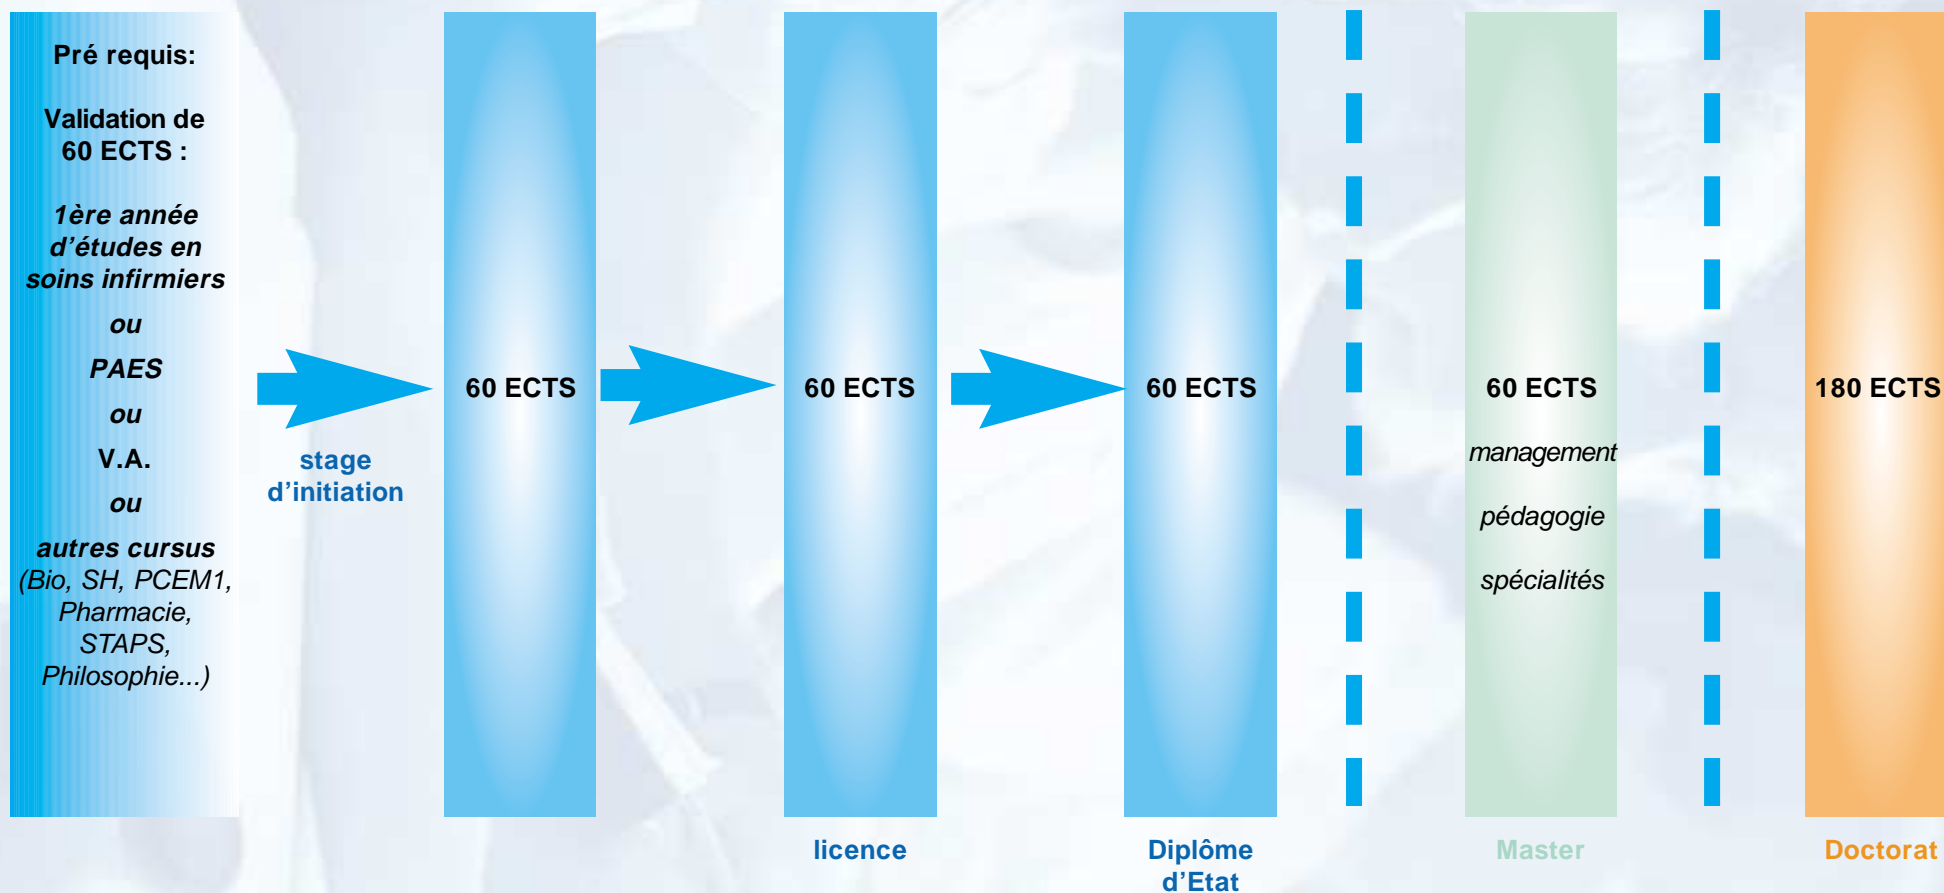 Pré requis:
Validation de
60 ECTS :
1ère année
d’études en
soins infirmiers
ou
PAES
ou
V.A.
ou
autres cursus
(Bio, SH, PCEM1,
Pharmacie,
STAPS,
Philosophie...)
stage
d’initiation
60 ECTS
60 ECTS
licence
60 ECTS
Diplôme
d’Etat
60 ECTS
management
pédagogie
spécialités
Master
180 ECTS
Doctorat